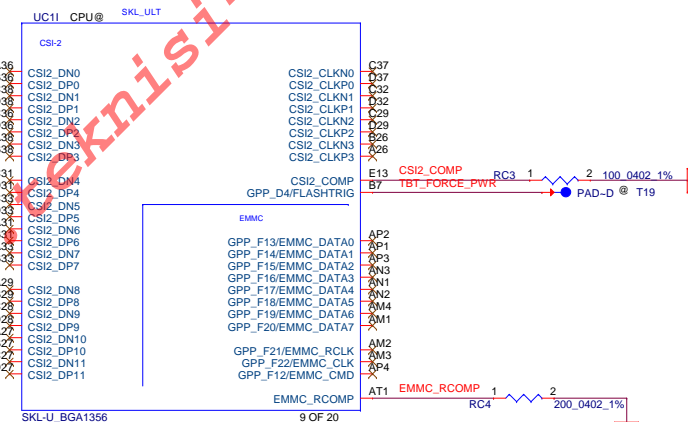 UC1I CPU@ SKL_ULT
CSI-2
CSI2_DN0 CSI2_CLKN0 C37
CSI2_DP0 CSI2_CLKP0 D37
CSI2_DN1 CSI2_CLKN1 C32
CSI2_DP1 CSI2_CLKP1 D32
CSI2_DN2 CSI2_CLKN2 C29
CSI2_DP2 CSI2_CLKP2 D29
CSI2_DN3 CSI2_CLKN3 B26
CSI2_DP3 CSI2_CLKP3 A26
CSI2_DN4 CSI2_COMP E13 CSI2_COMP RC3 1 2 100_0402_1%
CSI2_DP4 GPP_D4/FLASHTRIG B7 TBT_FORCE_PWR PAD~D @ T19
CSI2_DN5
CSI2_DP5 EMMC
CSI2_DN6
CSI2_DP6 GPP_F13/EMMC_DATA0 AP2
CSI2_DN7 GPP_F14/EMMC_DATA1 AP1
CSI2_DP7 GPP_F15/EMMC_DATA2 AP3
GPP_F16/EMMC_DATA3 AN3
CSI2_DN8 GPP_F17/EMMC_DATA4 AN1
CSI2_DP8 GPP_F18/EMMC_DATA5 AN2
CSI2_DN9 GPP_F19/EMMC_DATA6 AM4
CSI2_DP9 GPP_F20/EMMC_DATA7 AM1
CSI2_DN10
CSI2_DP10 GPP_F21/EMMC_RCLK AM2
CSI2_DN11 GPP_F22/EMMC_CLK AM3
CSI2_DP11 GPP_F12/EMMC_CMD AP4
EMMC_RCOMP AT1 EMMC_RCOMP 1 2
RC4 200_0402_1%
SKL-U_BGA1356 9 OF 20
teknisi